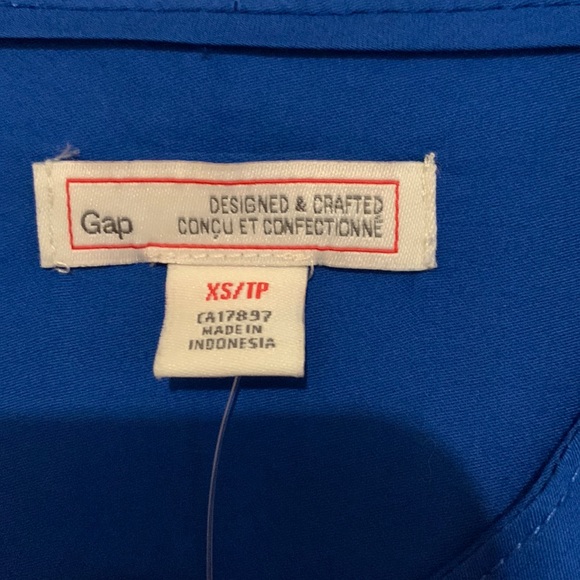 Gap
DESIGNED & CRAFTED
CONÇU ET CONFECTIONNÉ
XS/TP
CA17897
MADE IN
INDONESIA